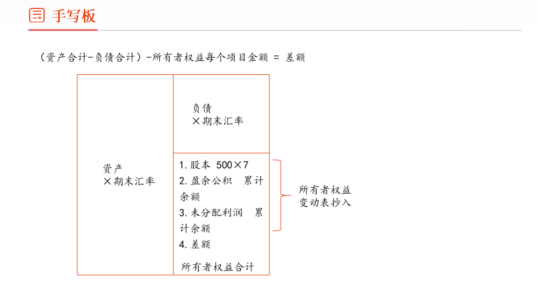 手写板
（资产合计-负债合计）-所有者权益每个项目金额 = 差额
负债
×期末汇率
资产
×期末汇率
1.股本 500×7
2.盈余公积 累计
余额
3.未分配利润 累
计余额
4.差额
所有者权益合计
所有者权益
变动表抄入